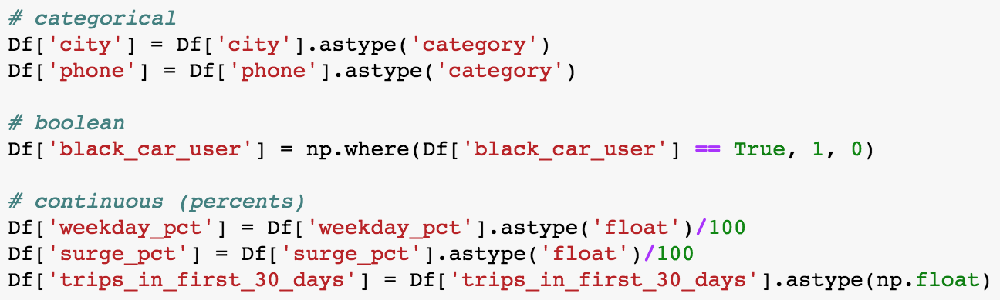 # categorical
Df['city'] = Df['city'].astype('category')
Df['phone'] = Df['phone'].astype('category')
# boolean
Df['black_car_user'] = np.where(Df['black_car_user'] == True, 1, 0)
# continuous (percents)
Df['weekday_pct'] = Df['weekday_pct'].astype('float')/100
Df['surge_pct'] = Df['surge_pct'].astype('float')/100
Df['trips_in_first_30_days'] = Df['trips_in_first_30_days'].astype(np.float)